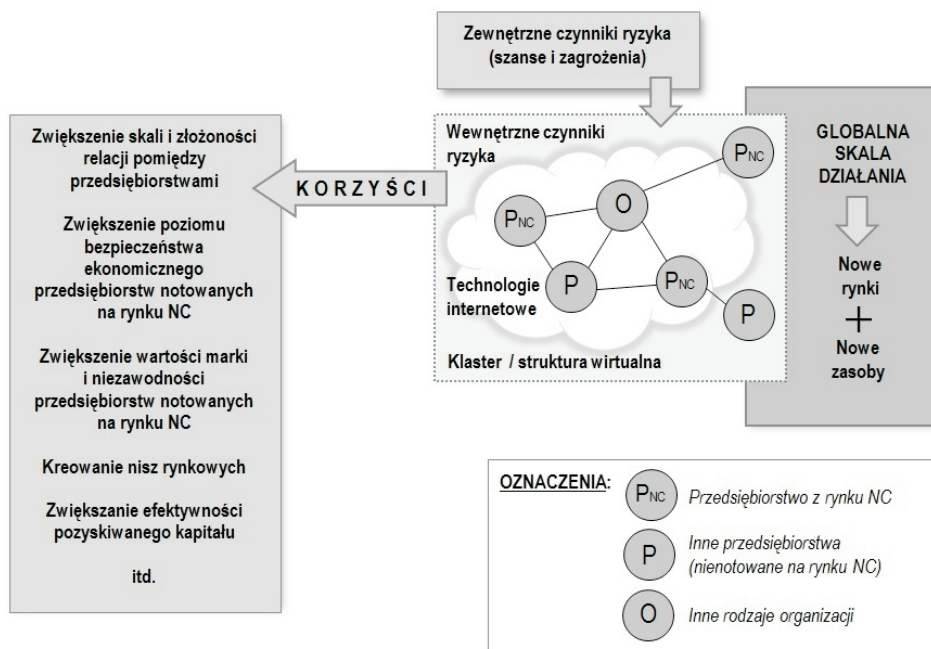 Zewnętrzne czynniki ryzyka
(szanse i zagrożenia)
Zwiększenie skali i złożoności
relacji pomiędzy
przedsiębiorstwami
Zwiększenie poziomu
bezpieczeństwa
ekonomicznego
przedsiębiorstw notowanych
na rynku NC
Zwiększenie wartości marki
i niezawodności
przedsiębiorstw notowanych
na rynku NC
Kreowanie nisz rynkowych
Zwiększanie efektywności
pozyskiwanego kapitału
itd.
KORZYŚCI
Wewnętrzne czynniki
ryzyka
PNC
O
PNC
P
PNC
P
Technologie
internetowe
Klaster / struktura wirtualna
GLOBALNA
SKALA
DZIAŁANIA
Nowe
rynki
+
Nowe
zasoby
OZNACZENIA:
PNC Przedsiębiorstwo z rynku NC
P Inne przedsiębiorstwa
(nienotowane na rynku NC)
O Inne rodzaje organizacji